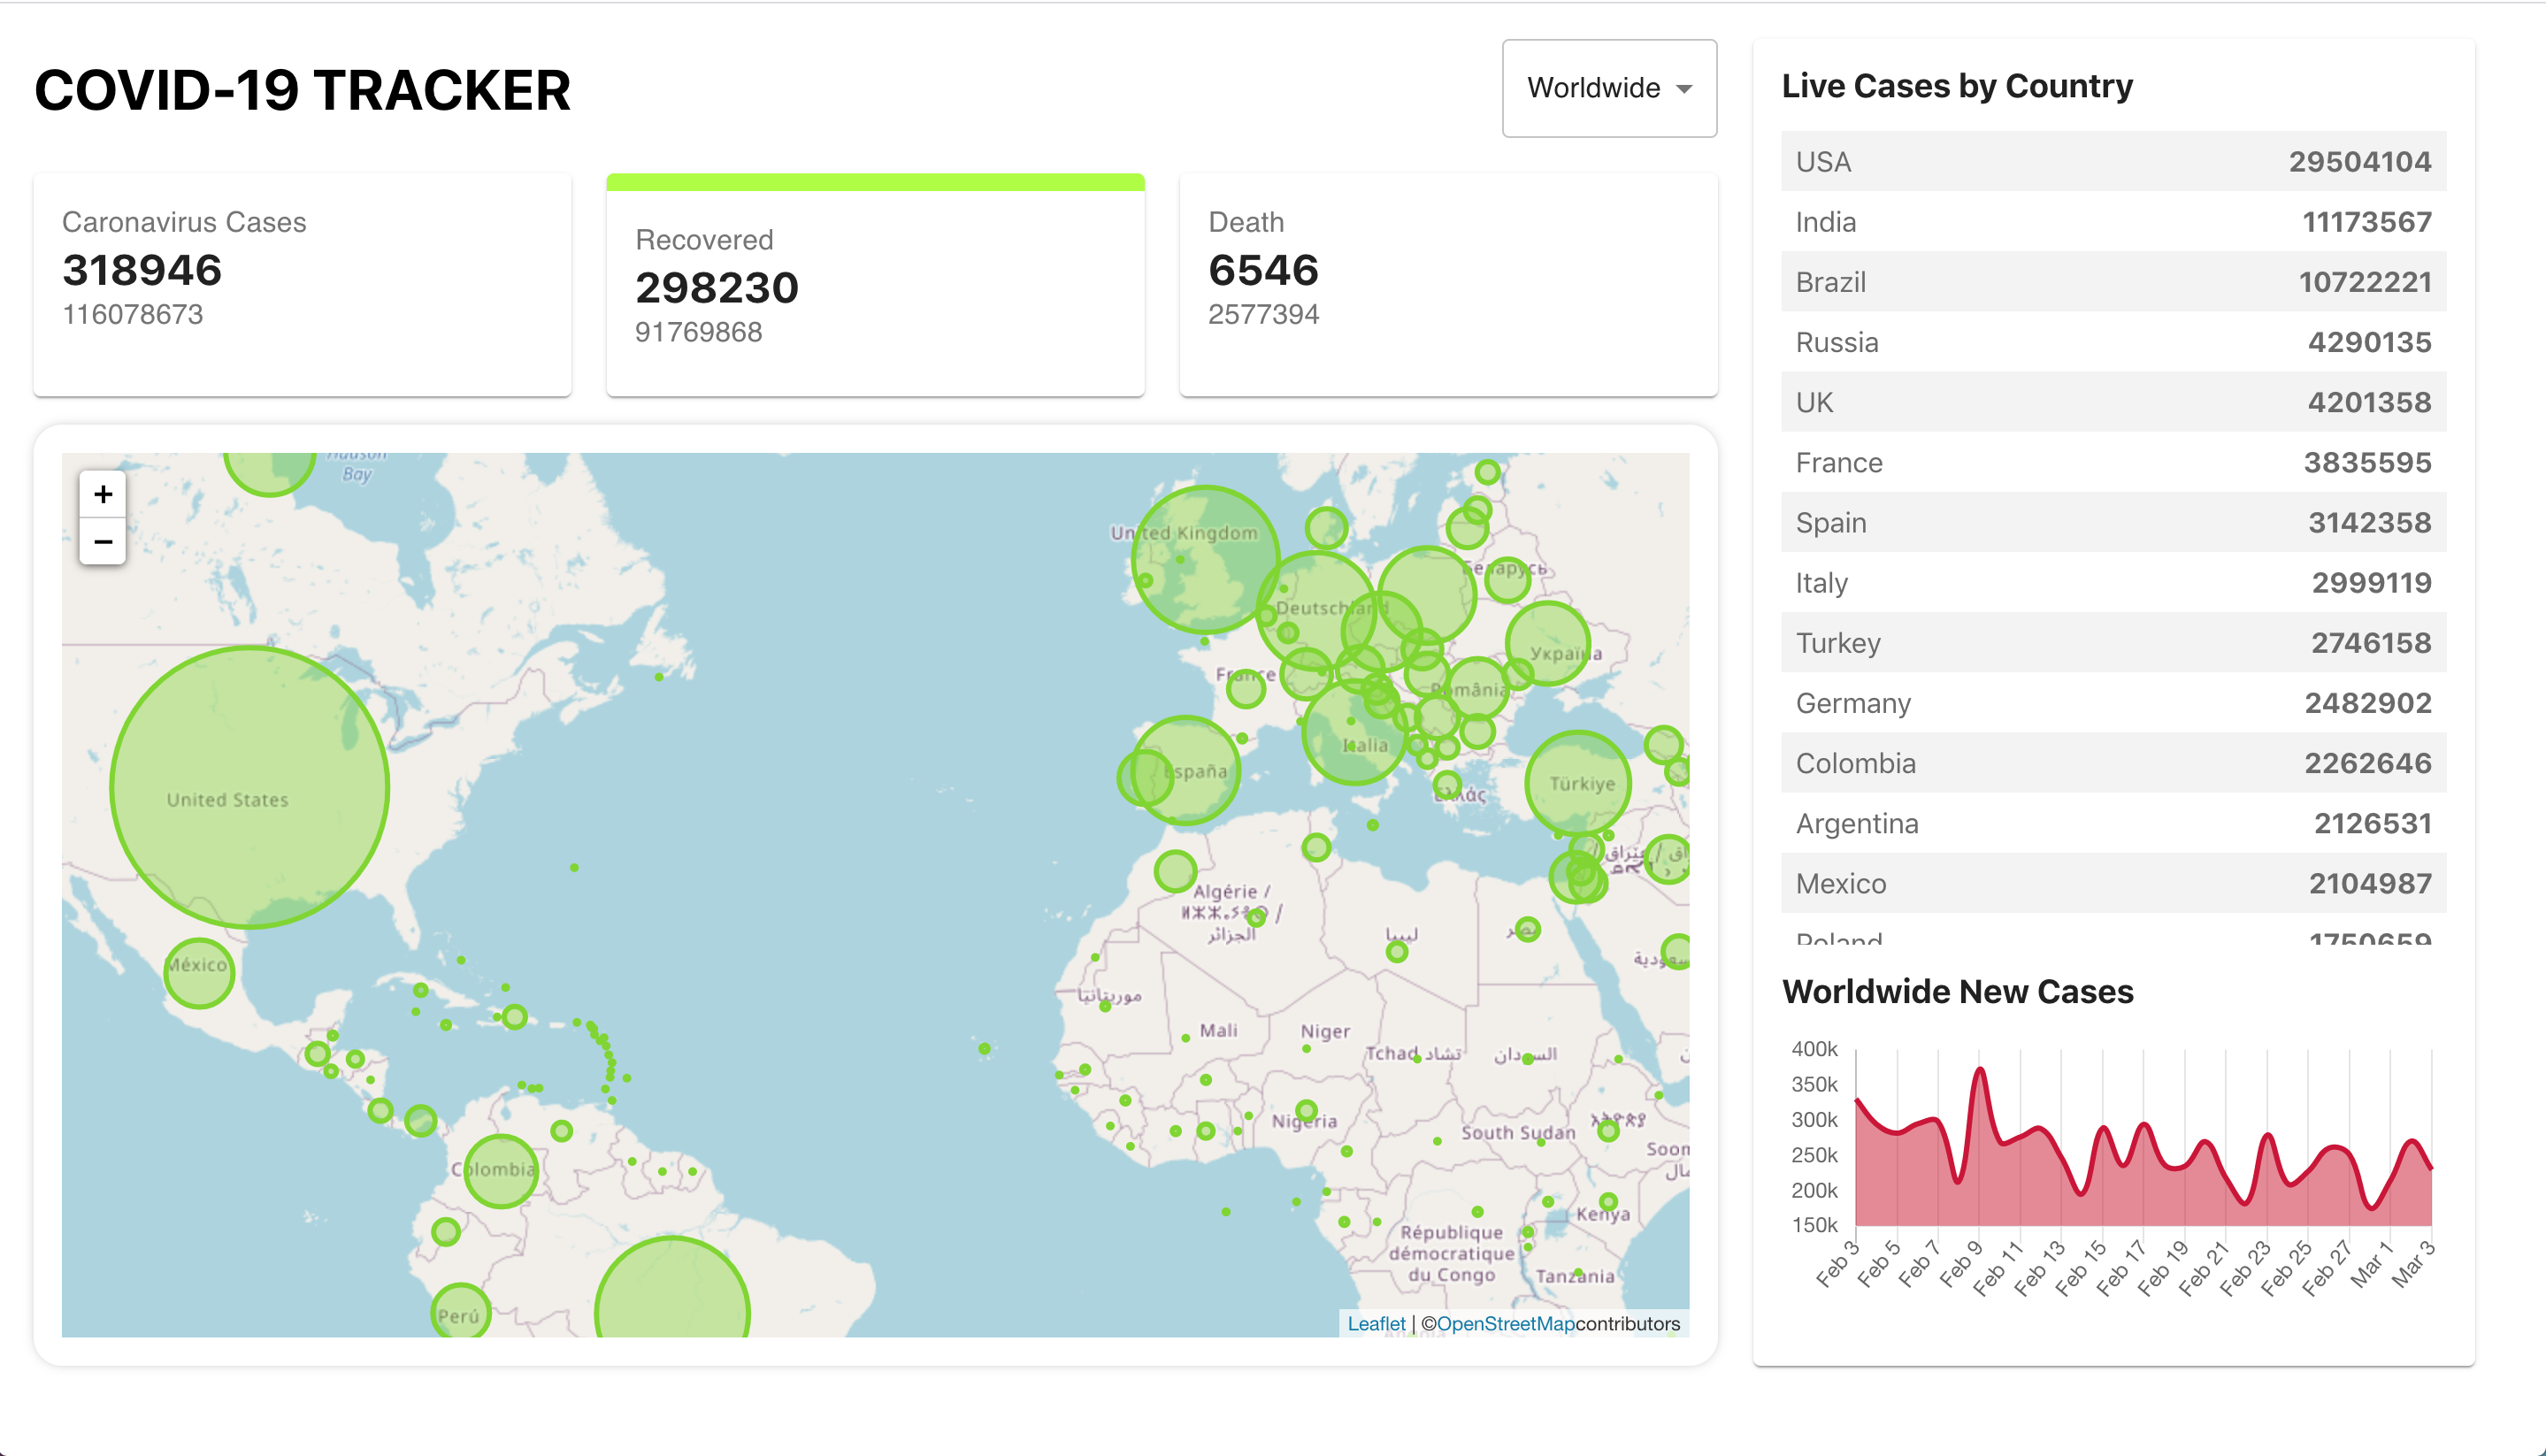 COVID-19 TRACKER
Worldwide
Caronavirus Cases
318946
116078673
Recovered
298230
91769868
Death
6546
2577394
+
−
Hudson
Bay
United Kingdom
Беларусь
Deutschland
Україна
France
România
Italia
España
Türkiye
Ελλάς
United States
México
Algérie /
الجزائر
ليبيا
مصر
موريتانيا
Mali
Niger
Tchad تشاد
السودان
Nigeria
South Sudan
Colombia
Kenya
République
démocratique
du Congo
Tanzania
Perú
Leaflet | ©OpenStreetMapcontributors
Live Cases by Country
USA 29504104
India 11173567
Brazil 10722221
Russia 4290135
UK 4201358
France 3835595
Spain 3142358
Italy 2999119
Turkey 2746158
Germany 2482902
Colombia 2262646
Argentina 2126531
Mexico 2104987
Poland 1750659
Worldwide New Cases
400k
350k
300k
250k
200k
150k
Feb 3 Feb 5 Feb 7 Feb 9 Feb 11 Feb 13 Feb 15 Feb 17 Feb 19 Feb 21 Feb 23 Feb 25 Feb 27 Mar 1 Mar 3